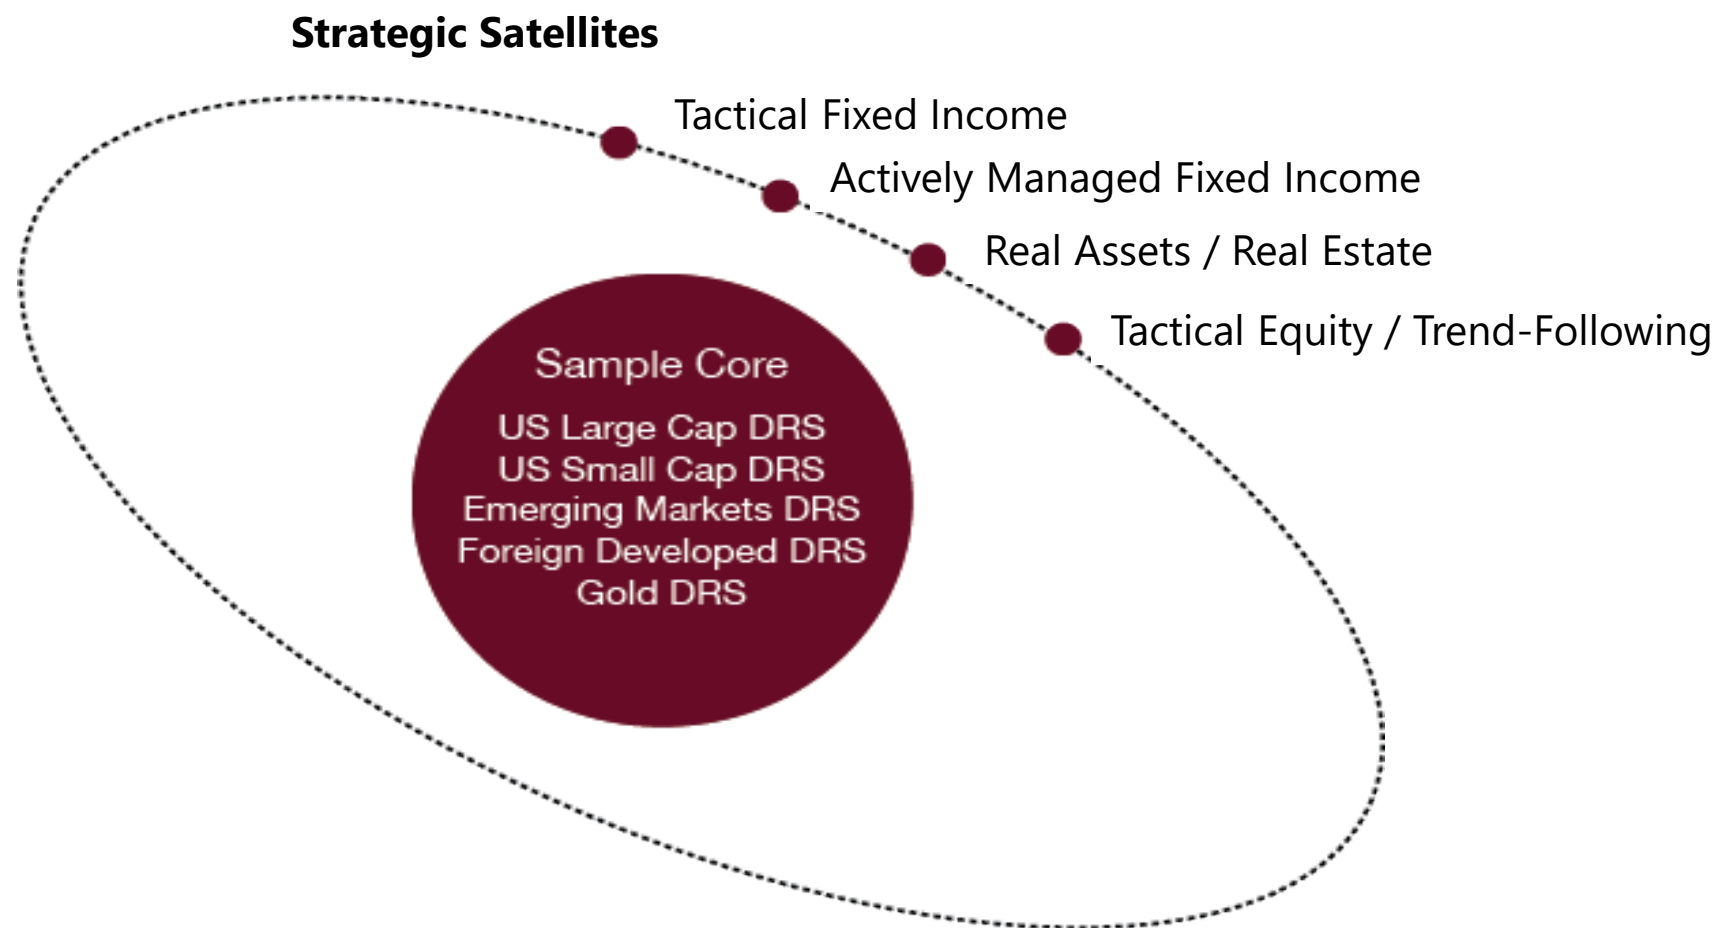 Strategic Satellites
Tactical Fixed Income
Actively Managed Fixed Income
Real Assets / Real Estate
Tactical Equity / Trend-Following
Sample Core
US Large Cap DRS
US Small Cap DRS
Emerging Markets DRS
Foreign Developed DRS
Gold DRS